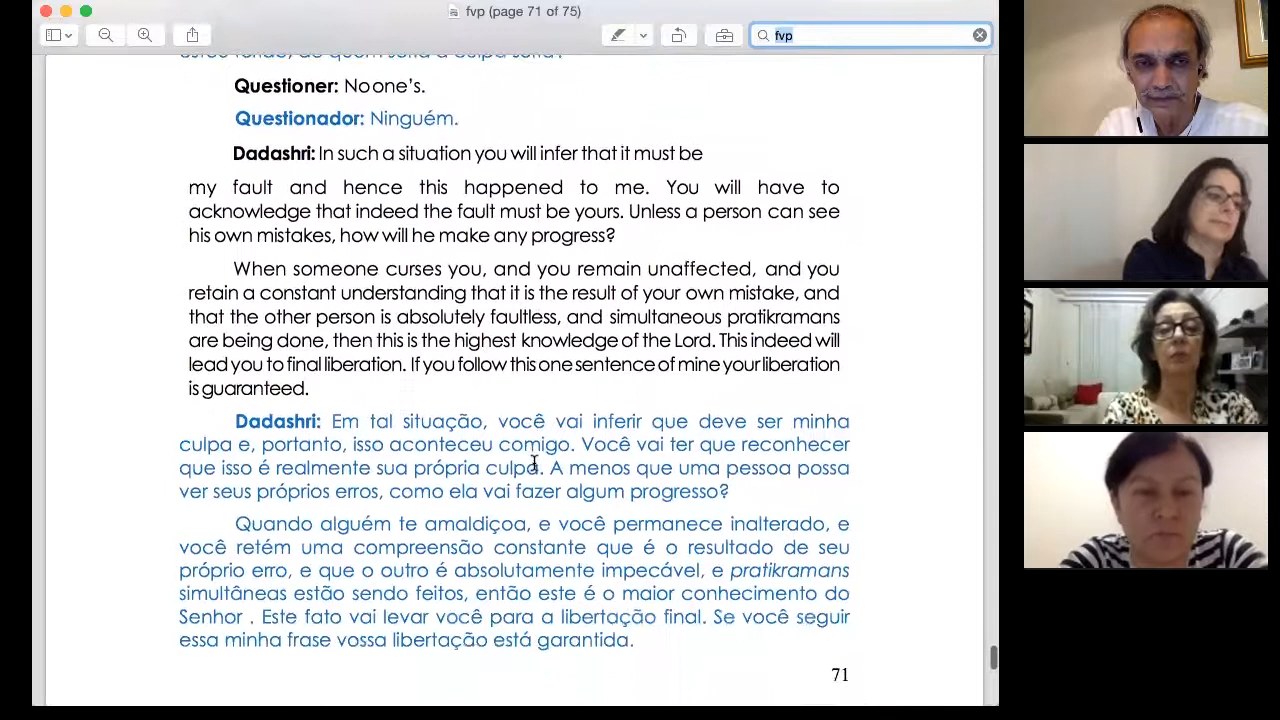 fvp (page 71 of 75)
fvp
Questioner: No one's.
Questionador: Ninguém.
Dadashri: In such a situation you will infer that it must be
my fault and hence this happened to me. You will have to
acknowledge that indeed the fault must be yours. Unless a person can see
his own mistakes, how will he make any progress?
When someone curses you, and you remain unaffected, and you
retain a constant understanding that it is the result of your own mistake, and
that the other person is absolutely faultless, and simultaneous pratikramans
are being done, then this is the highest knowledge of the Lord. This indeed will
lead you to final liberation. If you follow this one sentence of mine your liberation
is guaranteed.
Dadashri: Em tal situação, você vai inferir que deve ser minha
culpa e, portanto, isso aconteceu comigo. Você vai ter que reconhecer
que isso é realmente sua própria culpa. A menos que uma pessoa possa
ver seus próprios erros, como ela vai fazer algum progresso?
Quando alguém te amaldiçoa, e você permanece inalterado, e
você retém uma compreensão constante que é o resultado de seu
próprio erro, e que o outro é absolutamente impecável, e pratikramans
simultâneas estão sendo feitos, então este é o maior conhecimento do
Senhor . Este fato vai levar você para a libertação final. Se você seguir
essa minha frase vossa libertação está garantida.
71